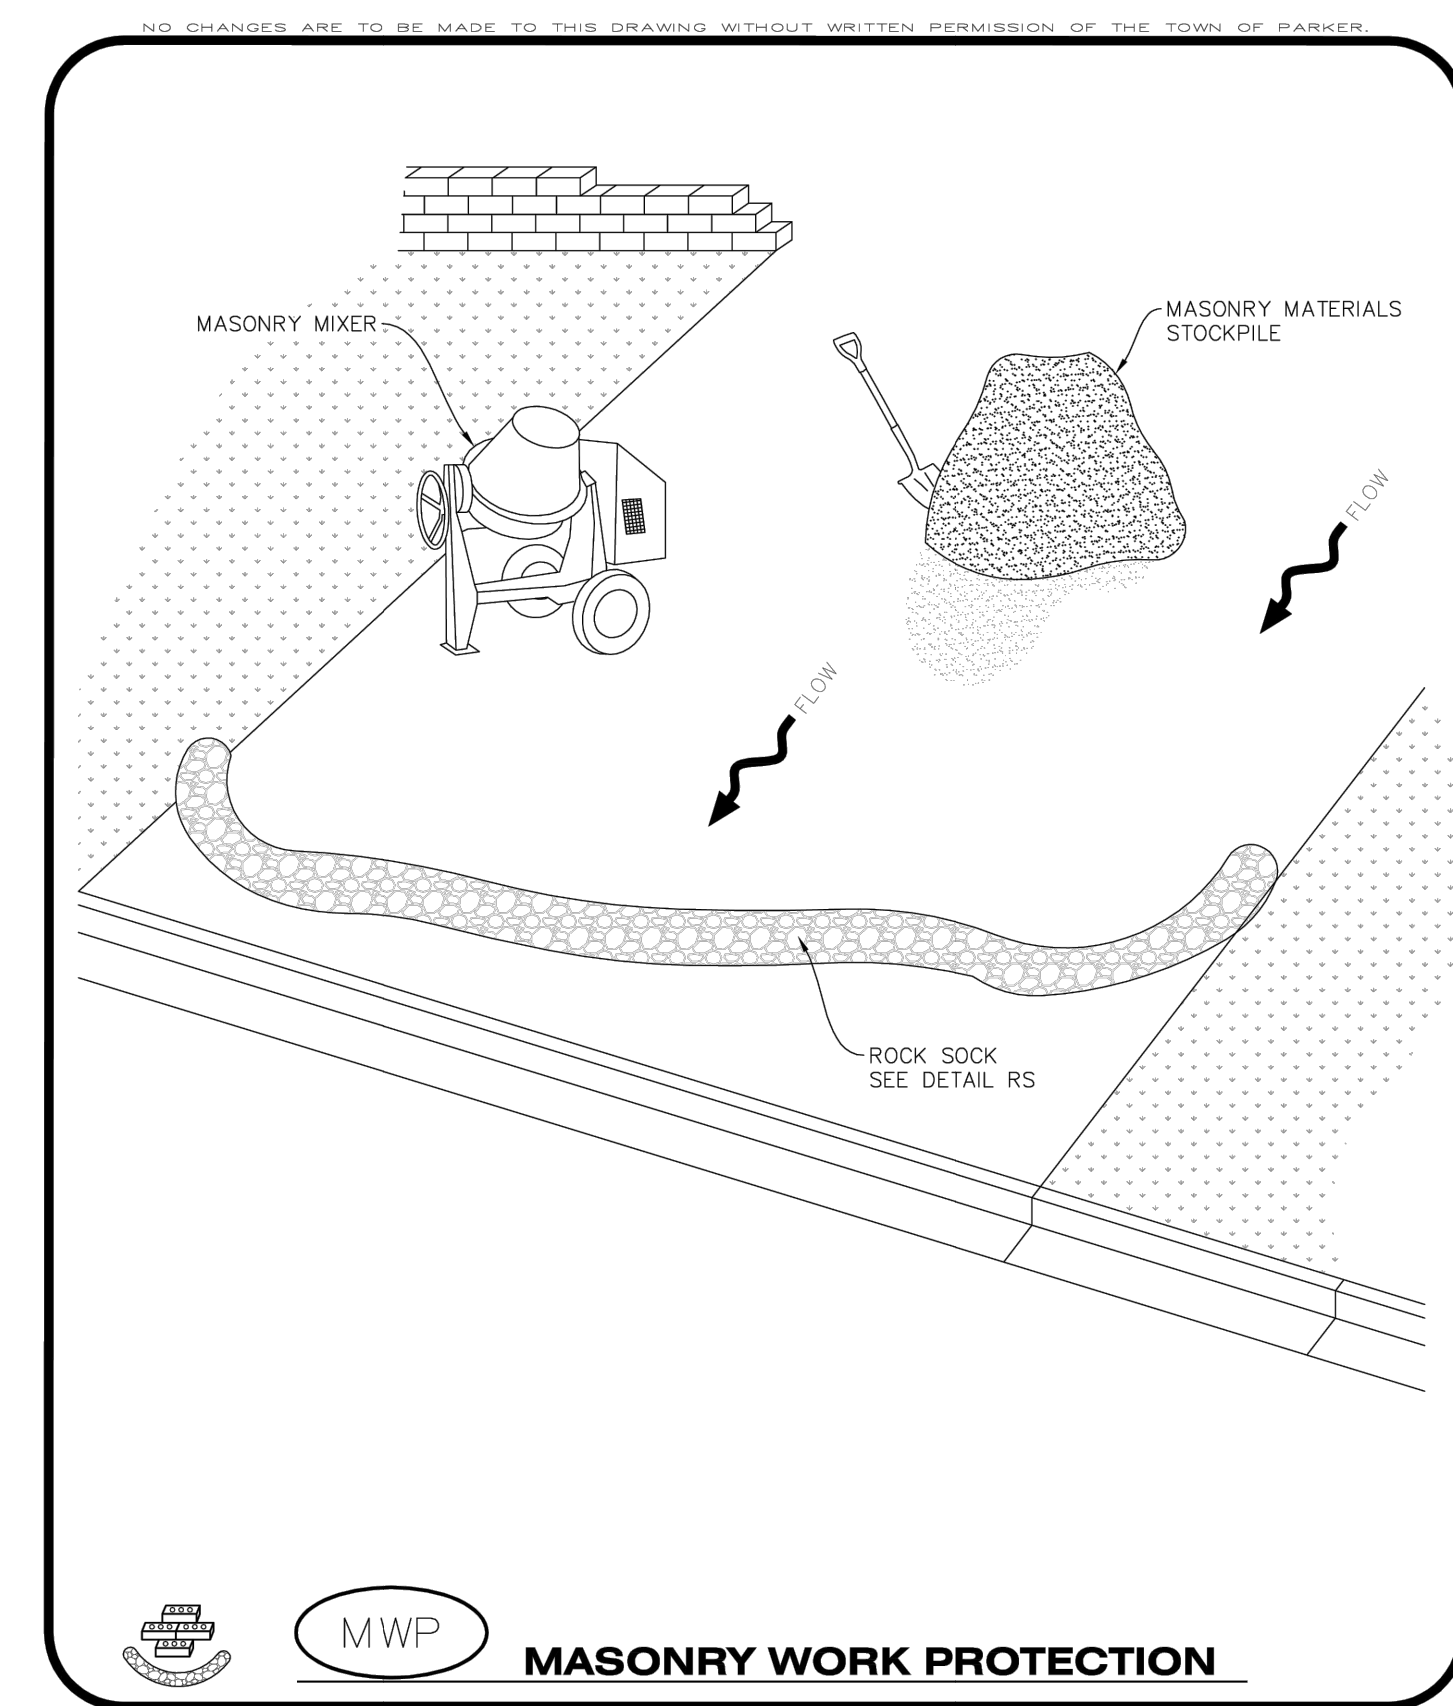 NO CHANGES ARE TO BE MADE TO THIS DRAWING WITHOUT WRITTEN PERMISSION OF THE TOWN OF PARKER.
MASONRY MIXER
MASONRY MATERIALS
STOCKPILE
FLOW
FLOW
ROCK SOCK
SEE DETAIL RS
MWP
MASONRY WORK PROTECTION